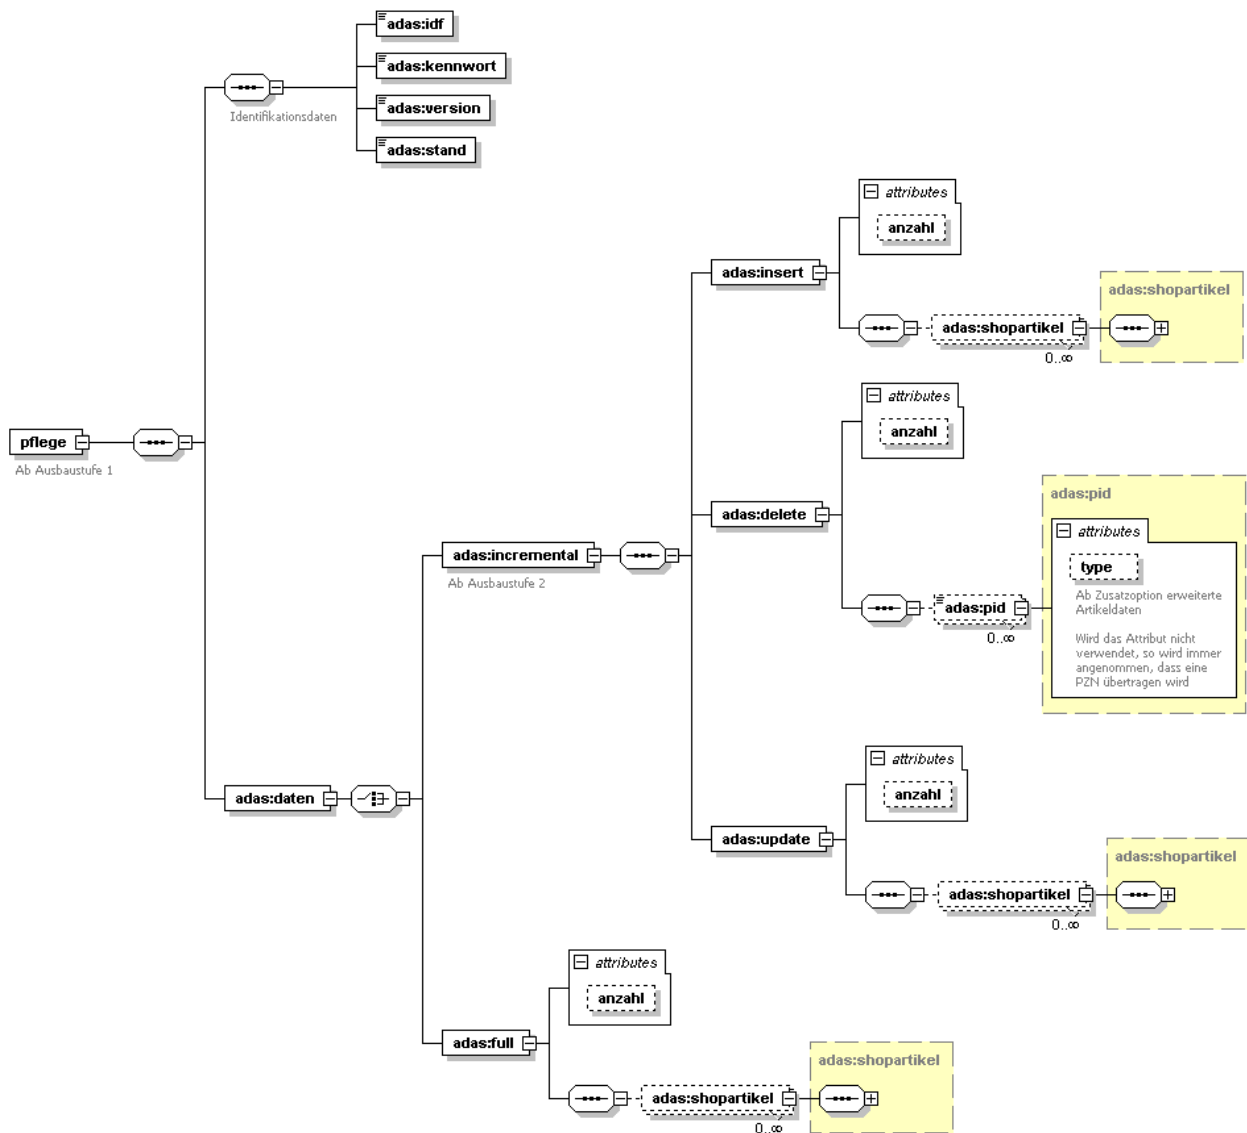 adas:idf
adas:kennwort
adas:version
adas:stand
Identifikationsdaten
attributes
anzahl
adas:insert
adas:shopartikel
adas:shopartikel
0..∞
attributes
anzahl
pflege
Ab Ausbaustufe 1
adas:delete
adas:pid
attributes
type
Ab Zusatzoption erweiterte
Artikeldaten
Wird das Attribut nicht
verwendet, so wird immer
angenommen, dass eine
PZN übertragen wird
adas:incremental
Ab Ausbaustufe 2
adas:pid
0..∞
attributes
anzahl
adas:daten
adas:update
adas:shopartikel
adas:shopartikel
0..∞
attributes
anzahl
adas:full
adas:shopartikel
adas:shopartikel
0..∞